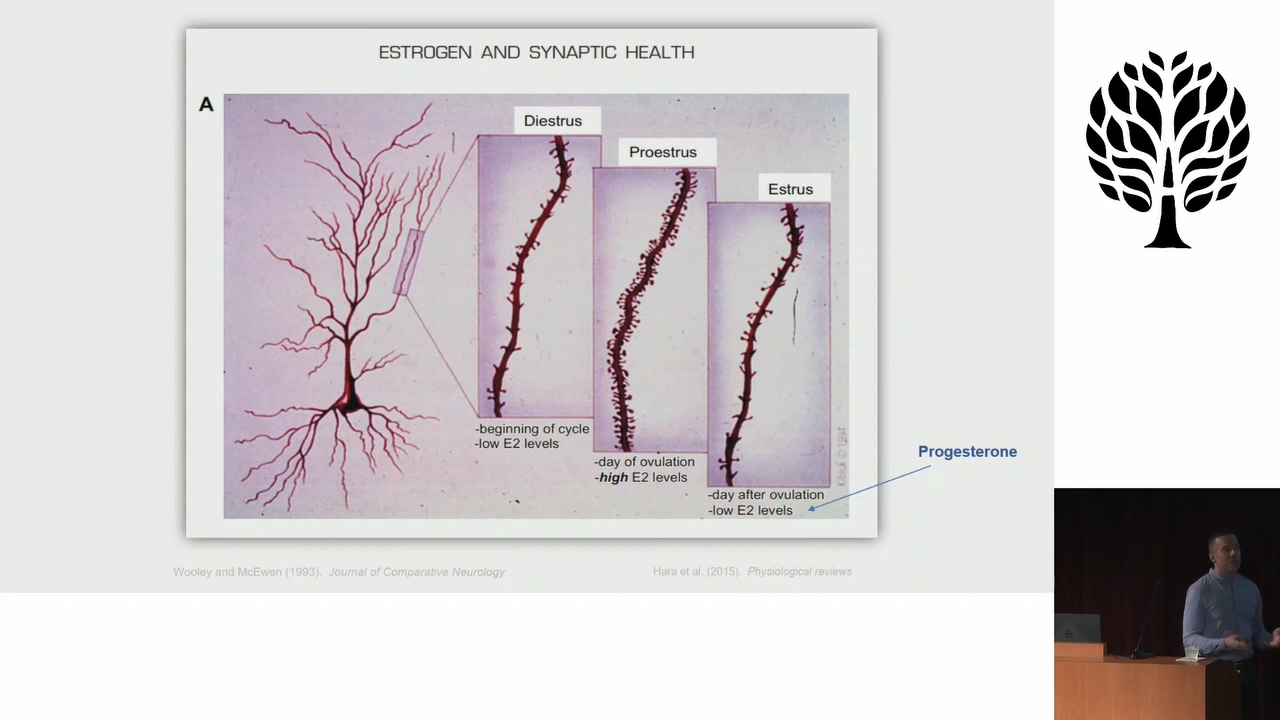 ESTROGEN AND SYNAPTIC HEALTH
A
Diestrus
Proestrus
Estrus
-beginning of cycle
-low E2 levels
-day of ovulation
-high E2 levels
-day after ovulation
-low E2 levels
Progesterone
Wooley and McEwen (1993). Journal of Comparative Neurology
Hara et al. (2015). Physiological reviews